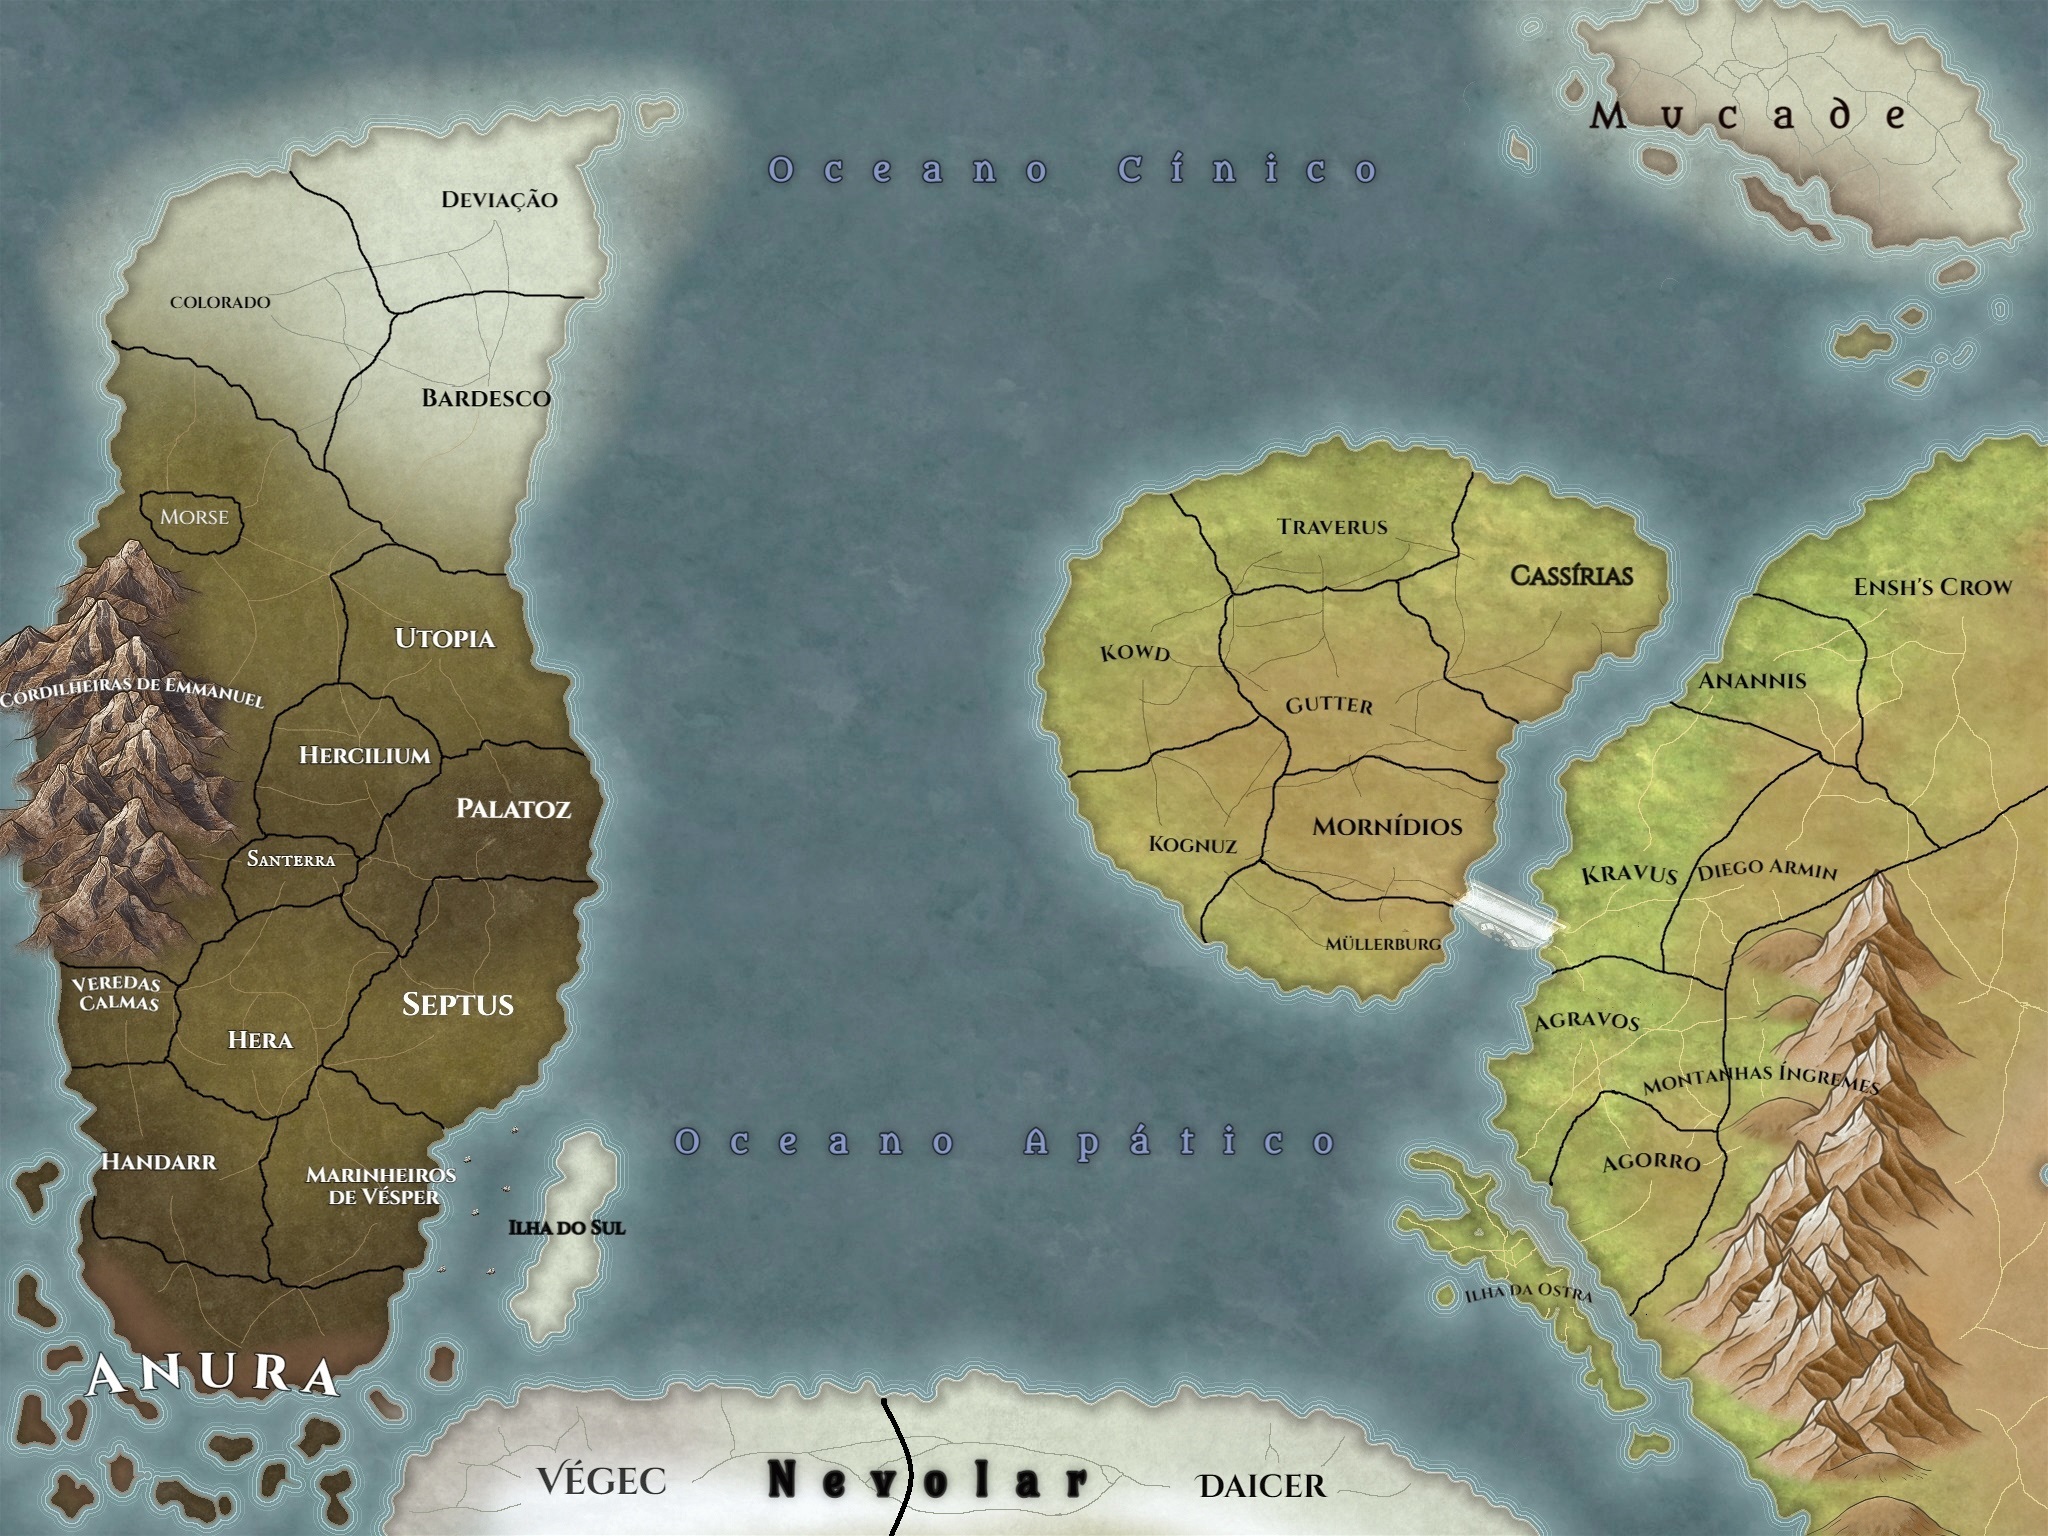 Mucade
Oceano Cínico
Deviação
Colorado
Bardesco
Morse
Traverus
Cassírias
Ensh's Crow
Utopia
Kowd
Anannis
Cordilheiras de Emmanuel
Gutter
Hercilium
Palatoz
Mornídios
Kognuz
Santerra
Kravus
Diego Armin
Müllerburg
Veredas
Calmas
Septus
Hera
Agravos
Montanhas Íngremes
Oceano Apático
Handarr
Marinheiros
de Vésper
Agorro
Ilha do Sul
Ilha da Ostra
Anura
Végec
Nevolar
Daicer